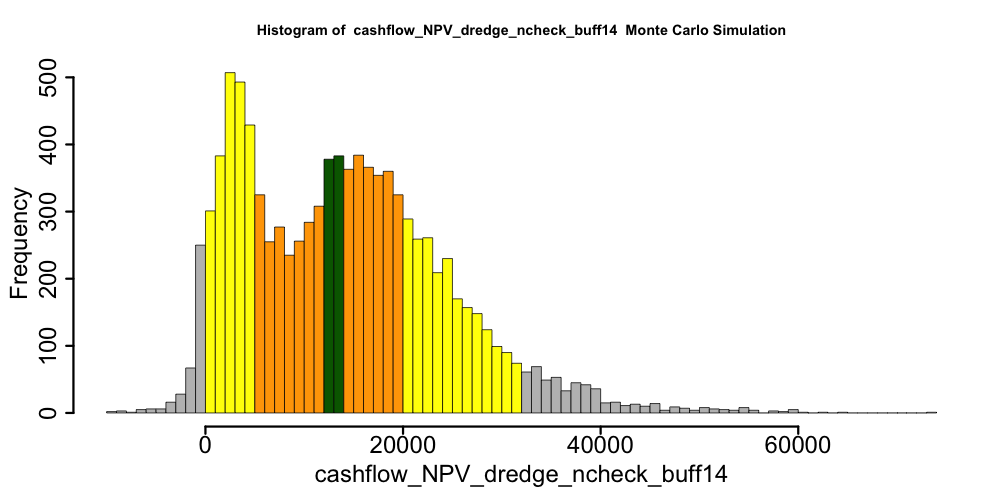 Histogram of cashflow_NPV_dredge_ncheck_buff14 Monte Carlo Simulation
Frequency
500
400
300
200
100
0
0 20000 40000 60000
cashflow_NPV_dredge_ncheck_buff14